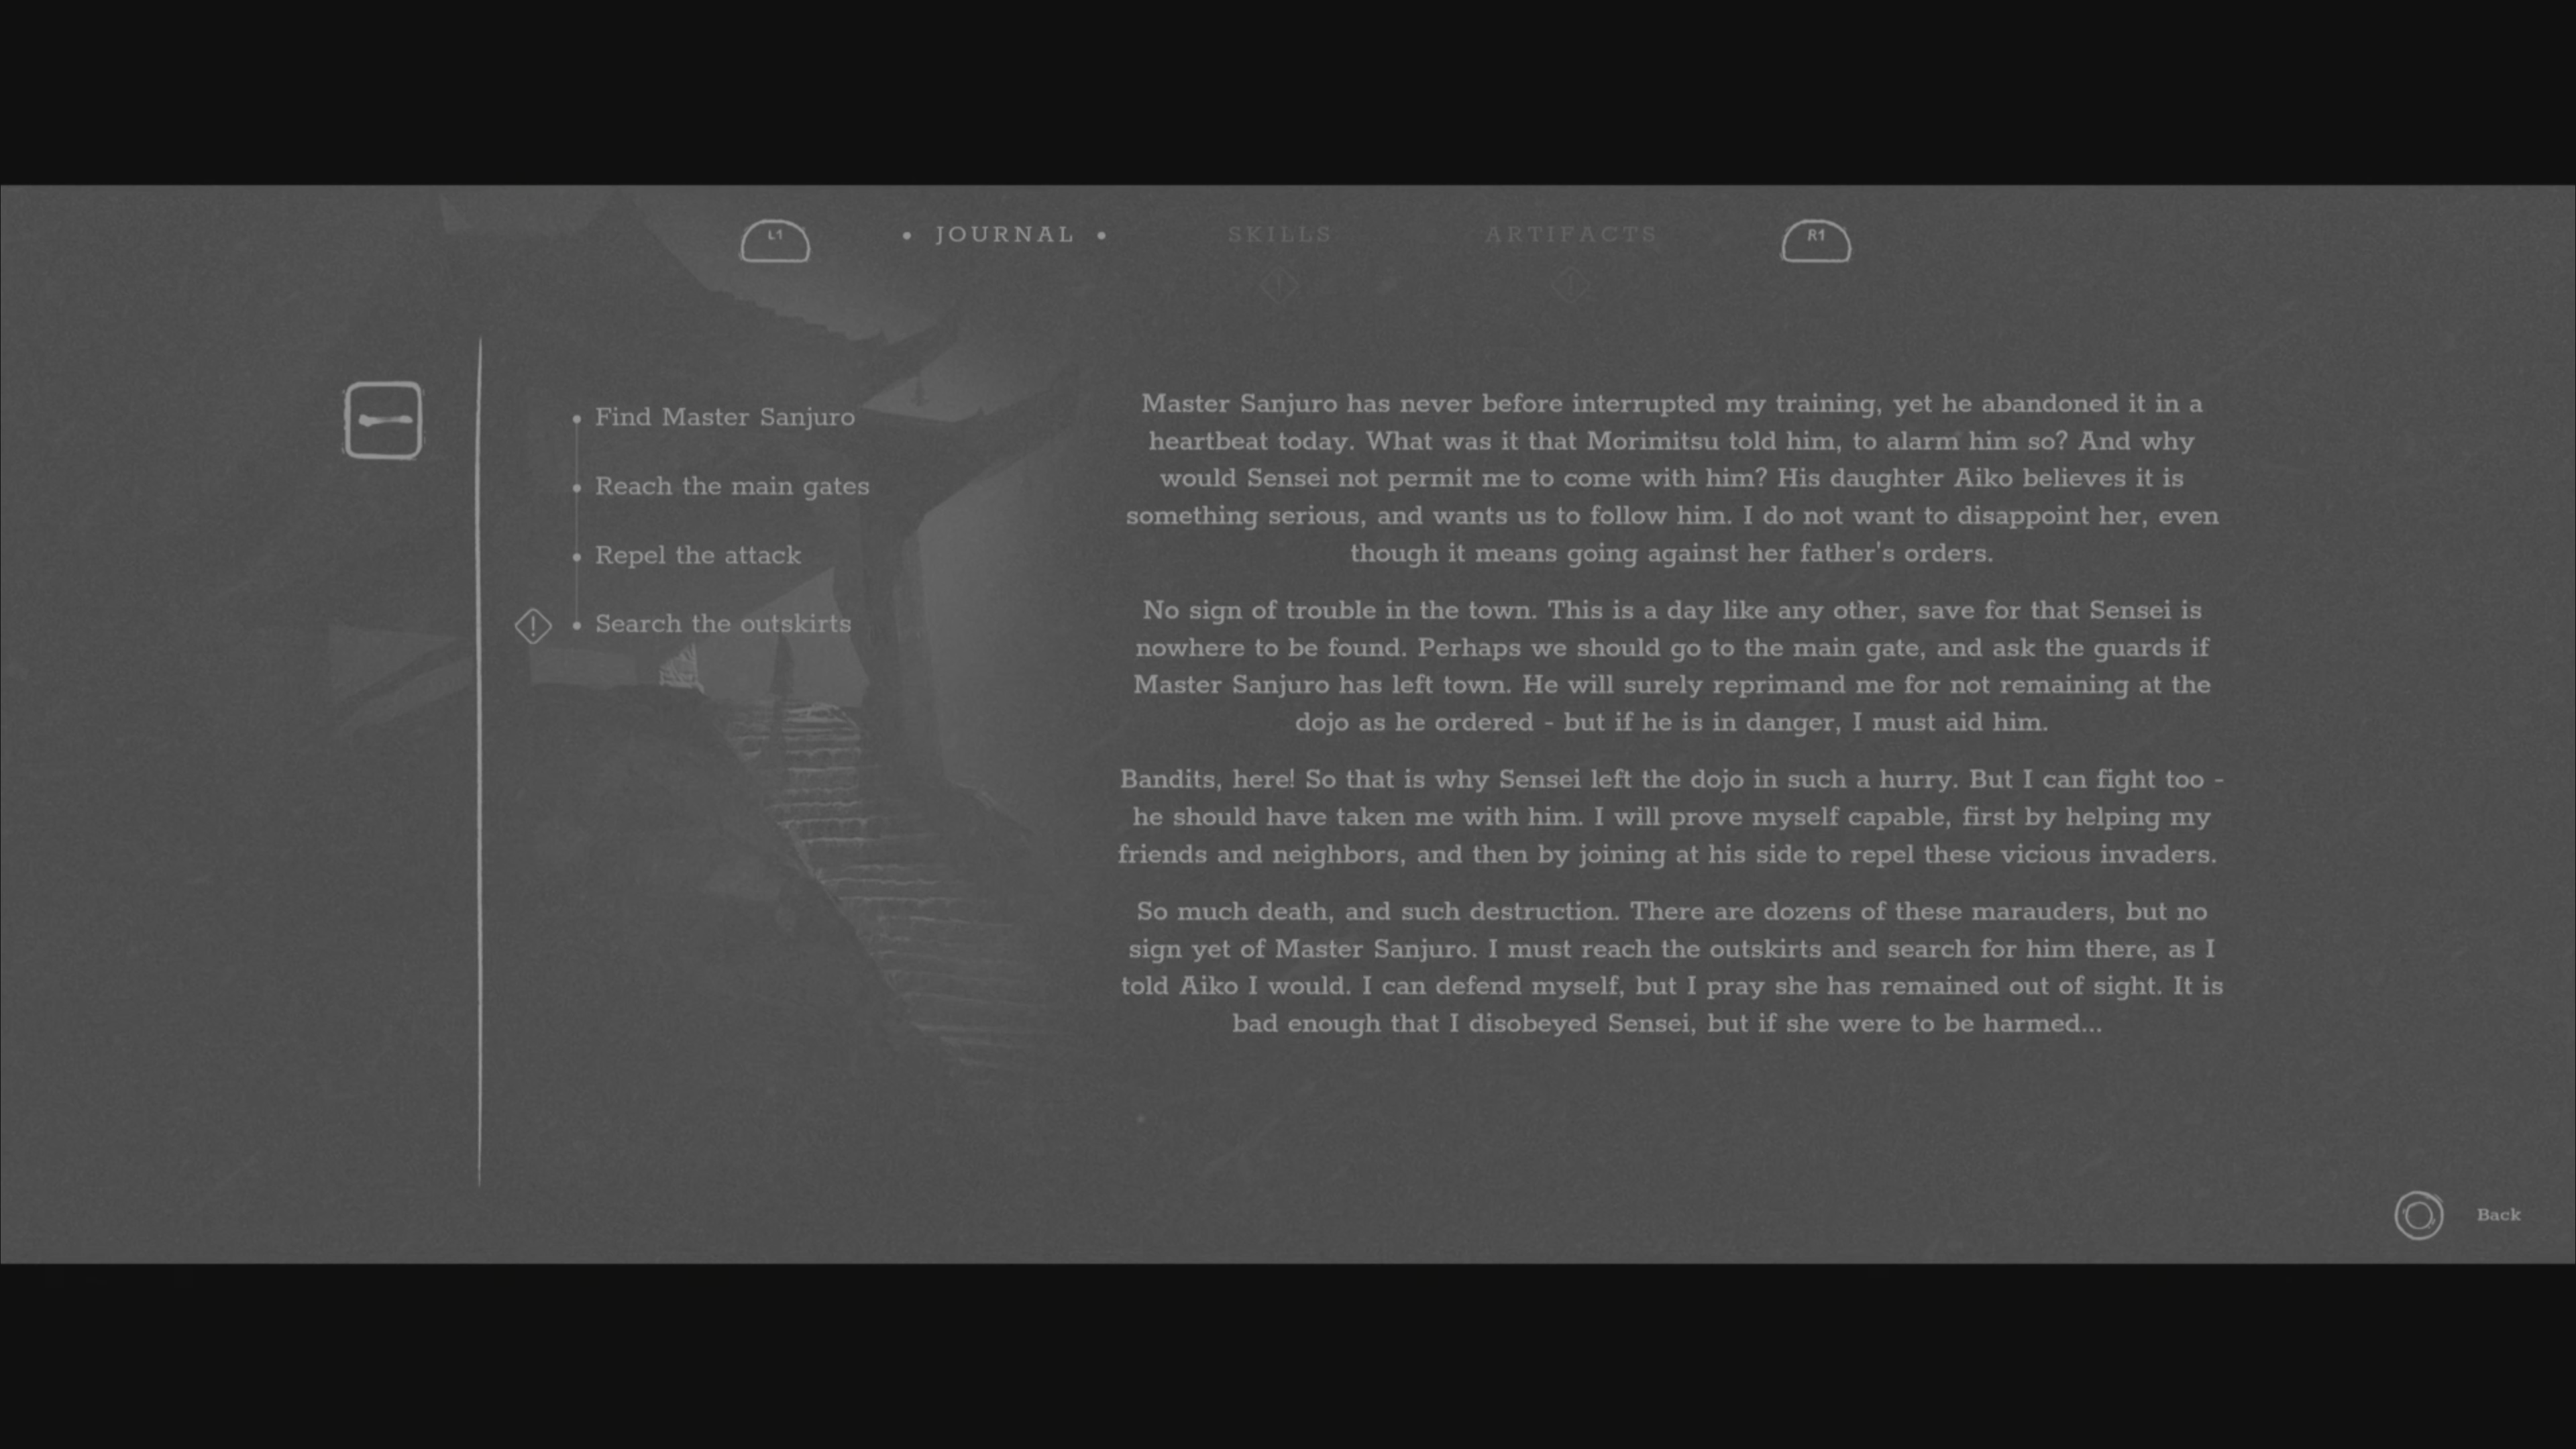 L1
• JOURNAL •
SKILLS
ARTIFACTS
R1
Find Master Sanjuro
Reach the main gates
Repel the attack
Search the outskirts
Master Sanjuro has never before interrupted my training, yet he abandoned it in a
heartbeat today. What was it that Morimitsu told him, to alarm him so? And why
would Sensei not permit me to come with him? His daughter Aiko believes it is
something serious, and wants us to follow him. I do not want to disappoint her, even
though it means going against her father's orders.
No sign of trouble in the town. This is a day like any other, save for that Sensei is
nowhere to be found. Perhaps we should go to the main gate, and ask the guards if
Master Sanjuro has left town. He will surely reprimand me for not remaining at the
dojo as he ordered - but if he is in danger, I must aid him.
Bandits, here! So that is why Sensei left the dojo in such a hurry. But I can fight too -
he should have taken me with him. I will prove myself capable, first by helping my
friends and neighbors, and then by joining at his side to repel these vicious invaders.
So much death, and such destruction. There are dozens of these marauders, but no
sign yet of Master Sanjuro. I must reach the outskirts and search for him there, as I
told Aiko I would. I can defend myself, but I pray she has remained out of sight. It is
bad enough that I disobeyed Sensei, but if she were to be harmed...
Back